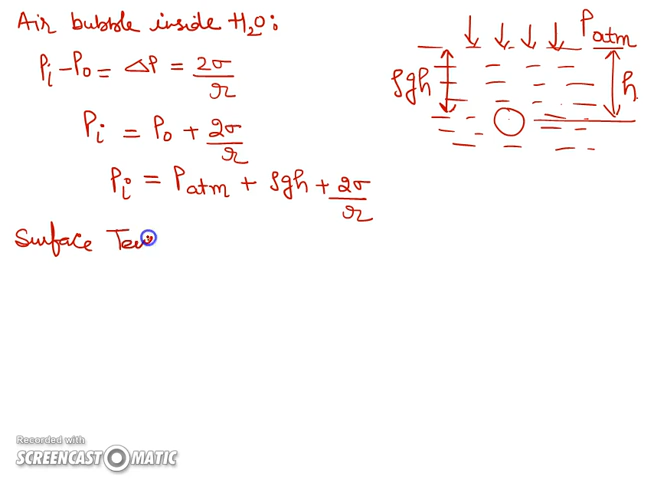 Air bubble inside H₂O:
Pi - Po = ΔP = 2σ/r
Pi = Po + 2σ/r
Pi = Patm + ρgh + 2σ/r
Surface Ten
Patm
ρgh
h
Recorded with
SCREENCAST MATIC